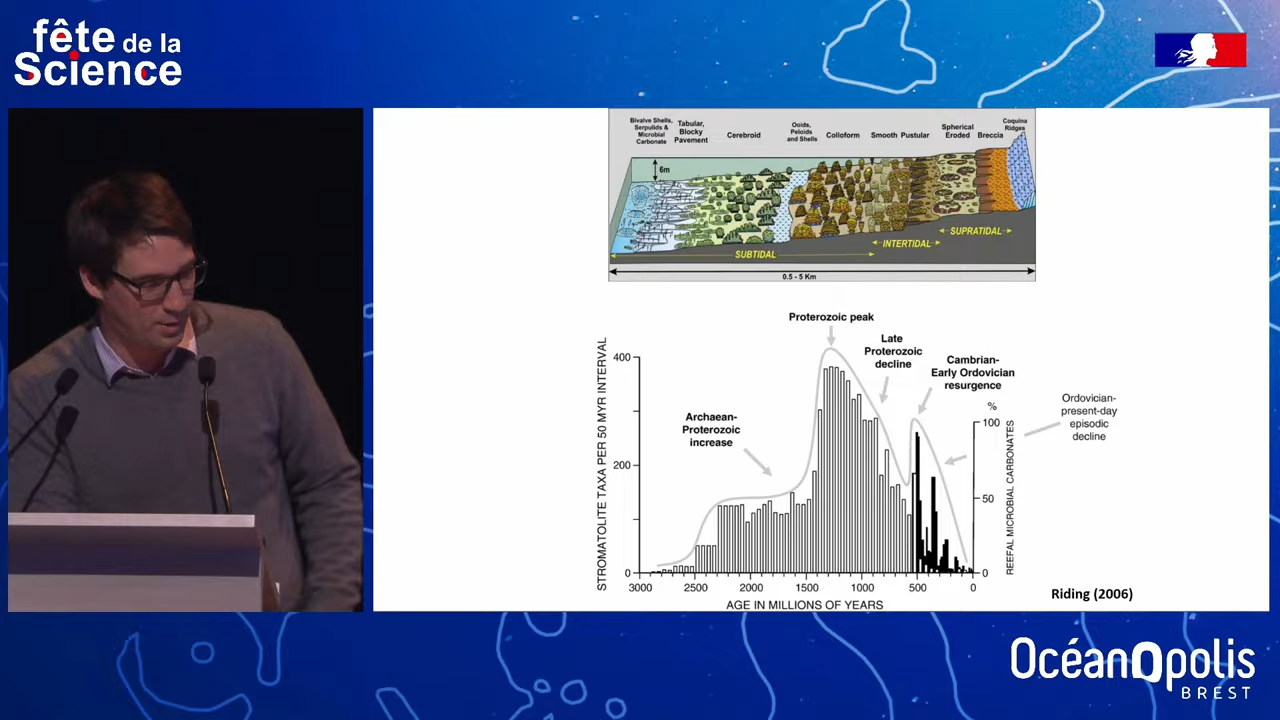 fête de la
Science
Bivalve Shells,
Serpulids &
Microbial
Carbonate
Tabular,
Blocky
Pavement
Cerebroid
Ooids,
Peloids
and Shells
Colloform
Smooth
Pustular
Spherical
Eroded
Breccia
Coquina
Ridges
6m
SUPRATIDAL
INTERTIDAL
SUBTIDAL
0.5 - 5 Km
Proterozoic peak
Late
Proterozoic
decline
Cambrian-
Early Ordovician
resurgence
Ordovician-
present-day
episodic
decline
Archaean-
Proterozoic
increase
STROMATOLITE TAXA PER 50 MYR INTERVAL
400
200
0
%
100
50
0
REEFAL MICROBIAL CARBONATES
3000 2500 2000 1500 1000 500 0
AGE IN MILLIONS OF YEARS
Riding (2006)
OcéanOpolis
BREST